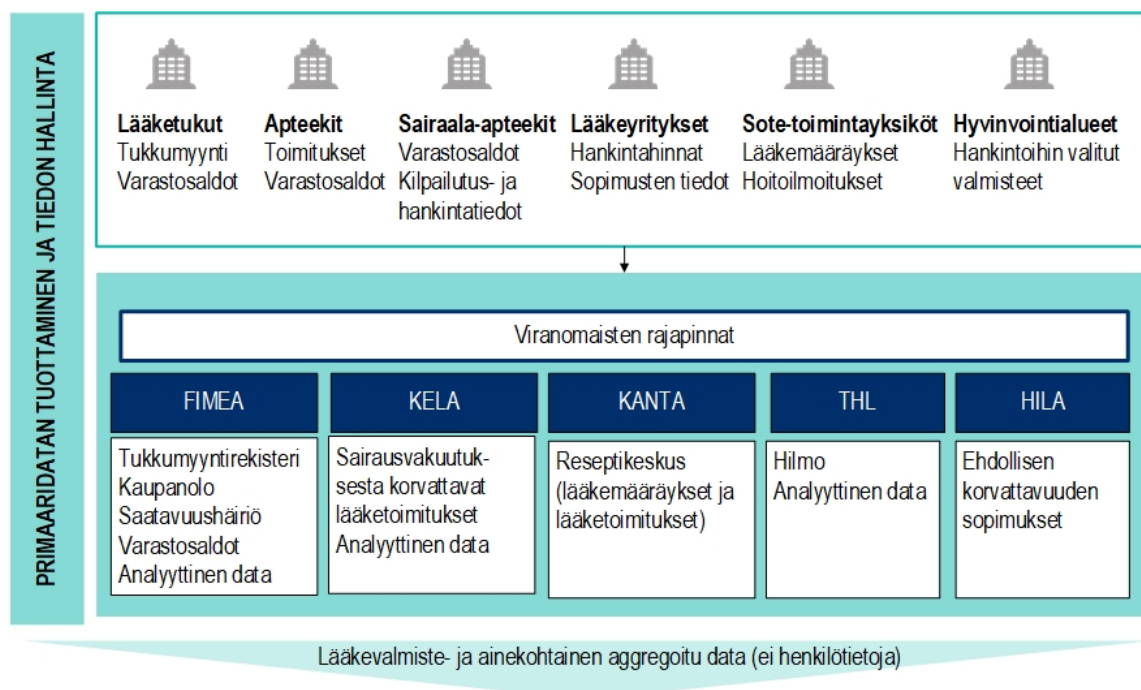 PRIMAARIDATAN TUOTTAMINEN JA TIEDON HALLINTA
Lääketukut
Tukkumyynti
Varastosaldot
Apteekit
Toimitukset
Varastosaldot
Sairaala-apteekit
Varastosaldot
Kilpailutus- ja
hankintatiedot
Lääkeyritykset
Hankintahinnat
Sopimusten tiedot
Sote-toimintayksiköt
Lääkemääräykset
Hoitoilmoitukset
Hyvinvointialueet
Hankintoihin valitut
valmisteet
Viranomaisten rajapinnat
FIMEA
Tukkumyyntirekisteri
Kaupanolo
Saatavuushäiriö
Varastosaldot
Analyyttinen data
KELA
Sairausvakuutuk-
sesta korvattavat
lääketoimitukset
Analyyttinen data
KANTA
Reseptikeskus
(lääkemääräykset ja
lääketoimitukset)
THL
Hilmo
Analyyttinen data
HILA
Ehdollisen
korvattavuuden
sopimukset
Lääkevalmiste- ja ainekohtainen aggregoitu data (ei henkilötietoja)